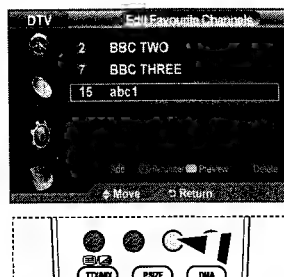 DTV
Edit Favourite Channels
2 BBC TWO
7 BBC THREE
15 abc1
Add Renumber Preview Delete
Move Return
TTX/MIX P.SIZE DMA